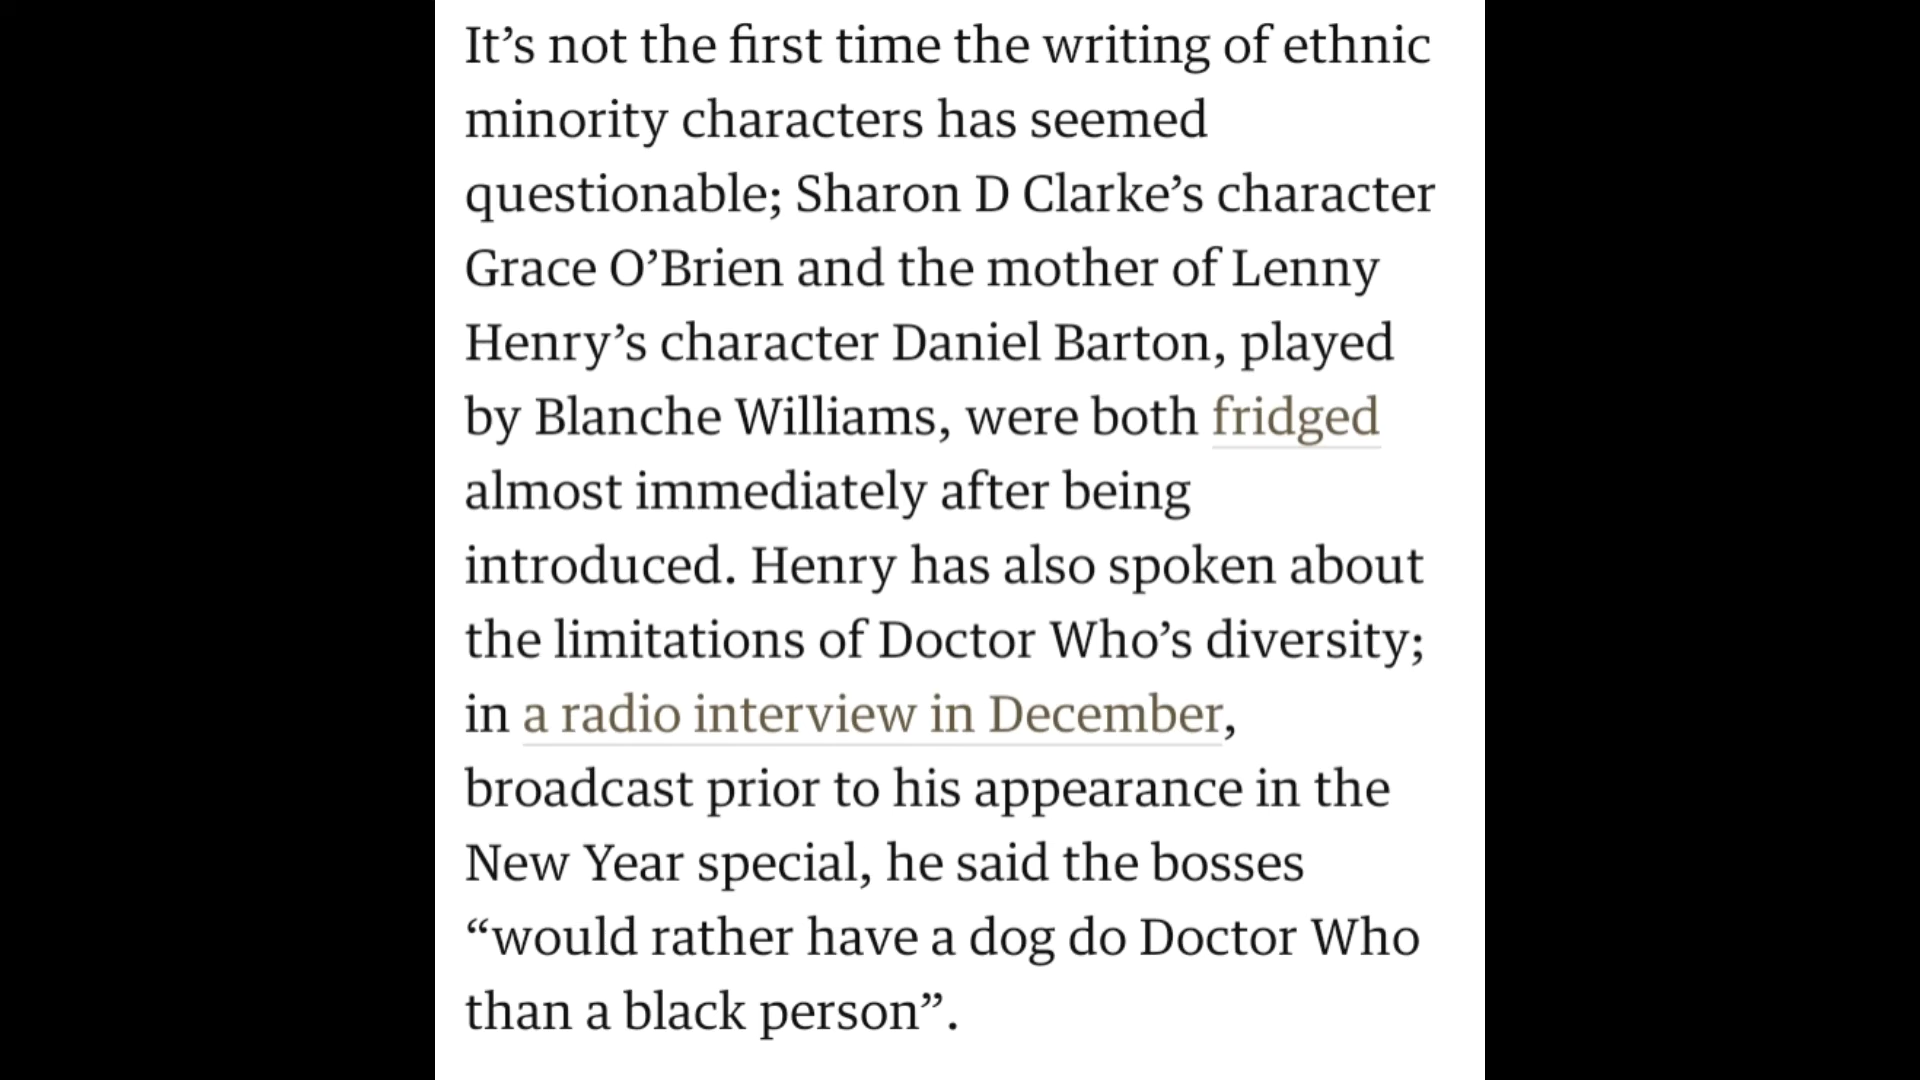 It’s not the first time the writing of ethnic
minority characters has seemed
questionable; Sharon D Clarke’s character
Grace O’Brien and the mother of Lenny
Henry’s character Daniel Barton, played
by Blanche Williams, were both fridged
almost immediately after being
introduced. Henry has also spoken about
the limitations of Doctor Who’s diversity;
in a radio interview in December,
broadcast prior to his appearance in the
New Year special, he said the bosses
“would rather have a dog do Doctor Who
than a black person”.